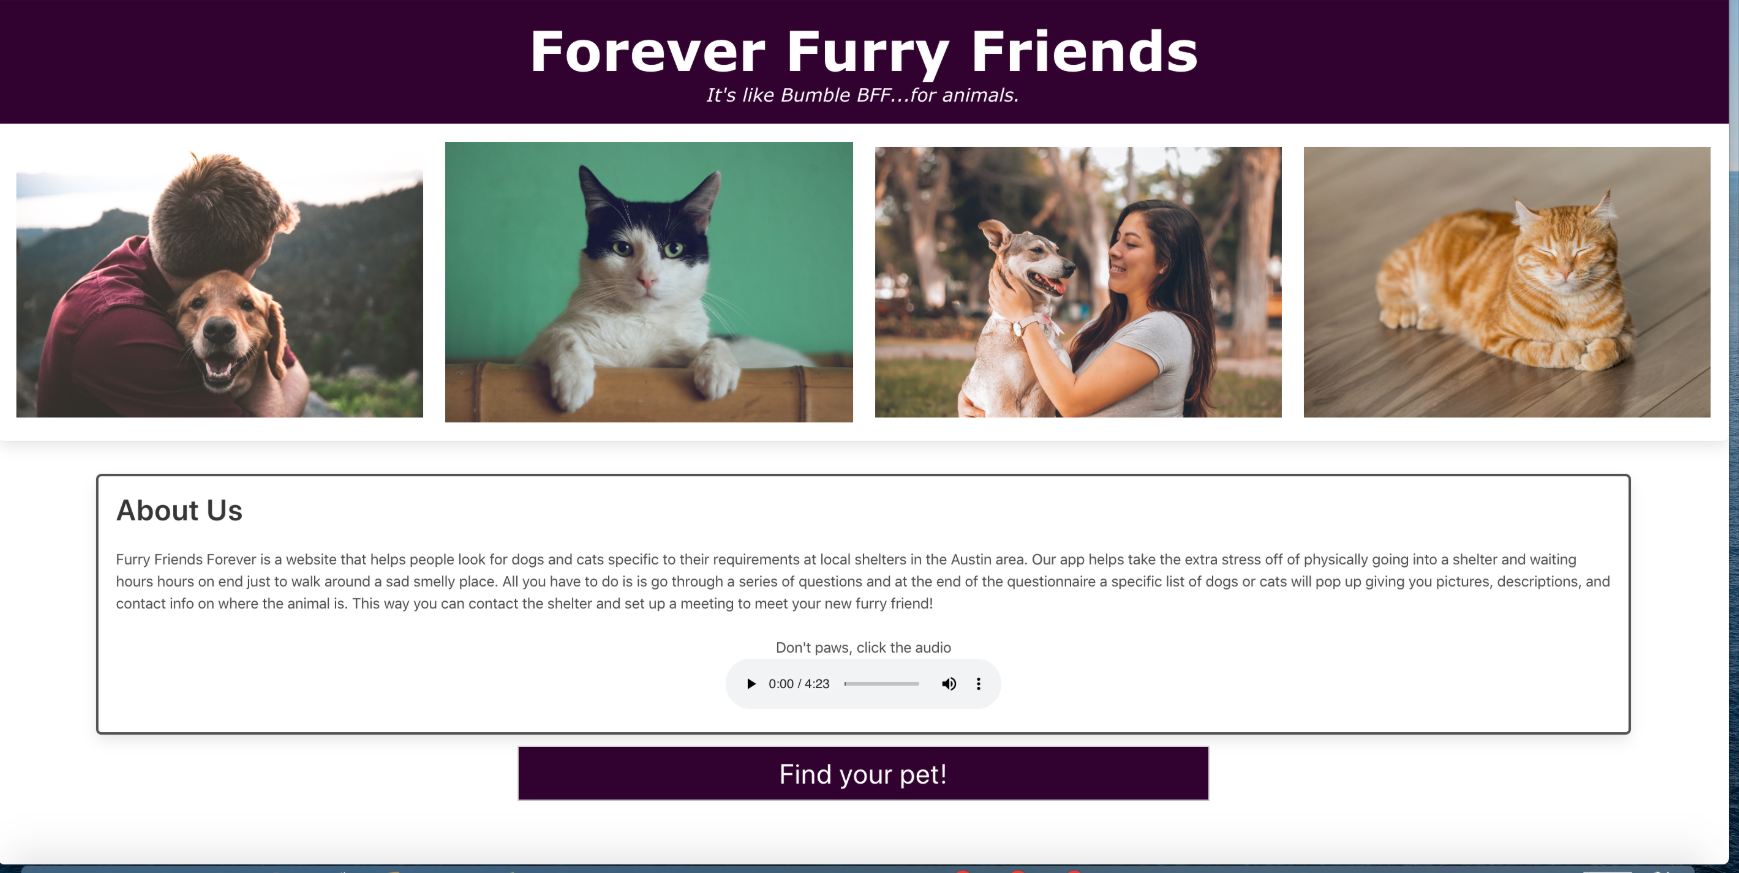 Forever Furry Friends
It's like Bumble BFF...for animals.
About Us
Furry Friends Forever is a website that helps people look for dogs and cats specific to their requirements at local shelters in the Austin area. Our app helps take the extra stress off of physically going into a shelter and waiting
hours hours on end just to walk around a sad smelly place. All you have to do is is go through a series of questions and at the end of the questionnaire a specific list of dogs or cats will pop up giving you pictures, descriptions, and
contact info on where the animal is. This way you can contact the shelter and set up a meeting to meet your new furry friend!
Don't paws, click the audio
0:00 / 4:23
Find your pet!